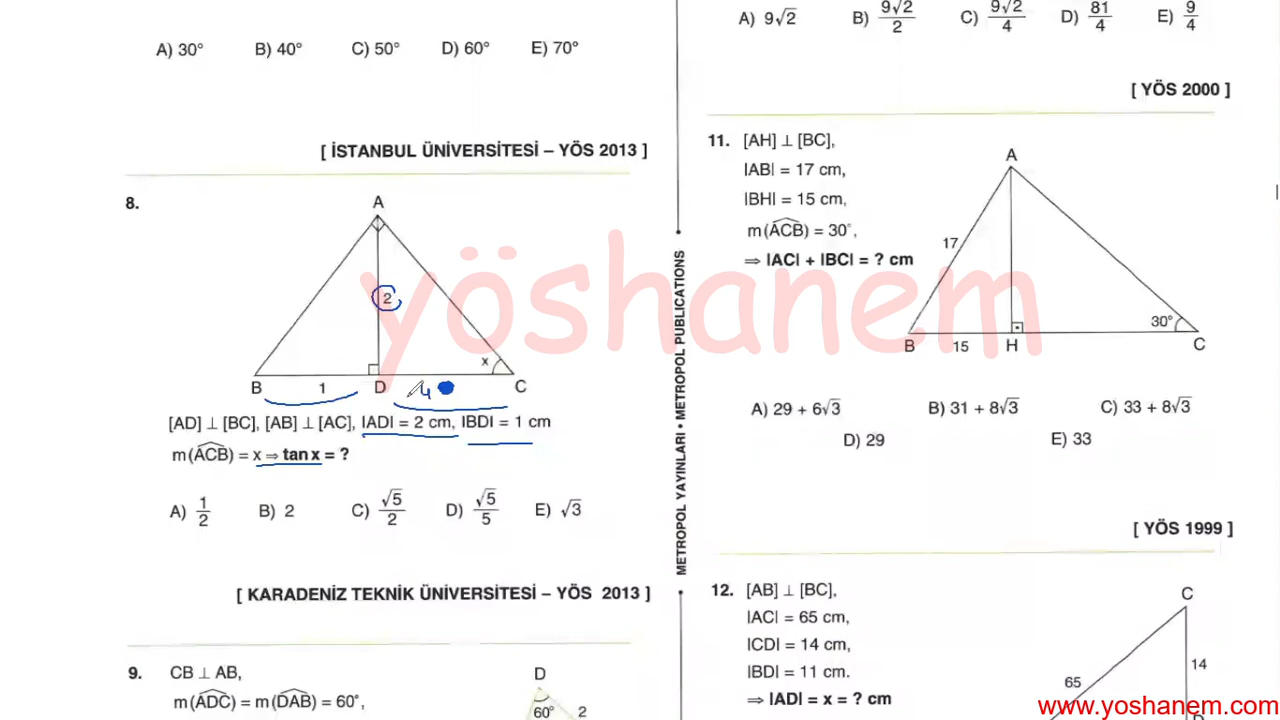 A) 30° B) 40° C) 50° D) 60° E) 70°
[ İSTANBUL ÜNİVERSİTESİ – YÖS 2013 ]
8.
A
2
x
B 1 D 4 C
[AD] ⊥ [BC], [AB] ⊥ [AC], |AD| = 2 cm, |BD| = 1 cm
m(ACB) = x ⇒ tan x = ?
A) 1/2 B) 2 C) √5/2 D) √5/5 E) √3
[ KARADENİZ TEKNİK ÜNİVERSİTESİ – YÖS 2013 ]
9. CB ⊥ AB,
m(ADC) = m(DAB) = 60°,
D
60° 2
METROPOL YAYINLARI • METROPOL PUBLICATIONS
A) 9√2 B) 9√2/2 C) 9√2/4 D) 81/4 E) 9/4
[ YÖS 2000 ]
11. [AH] ⊥ [BC],
|AB| = 17 cm,
|BH| = 15 cm,
m(ACB) = 30°,
⇒ |AC| + |BC| = ? cm
A
17
30°
B 15 H C
A) 29 + 6√3 B) 31 + 8√3 C) 33 + 8√3
D) 29 E) 33
[ YÖS 1999 ]
12. [AB] ⊥ [BC],
|AC| = 65 cm,
|CD| = 14 cm,
|BD| = 11 cm.
⇒ |AD| = x = ? cm
C
14
65
yöshanem
www.yoshanem.com